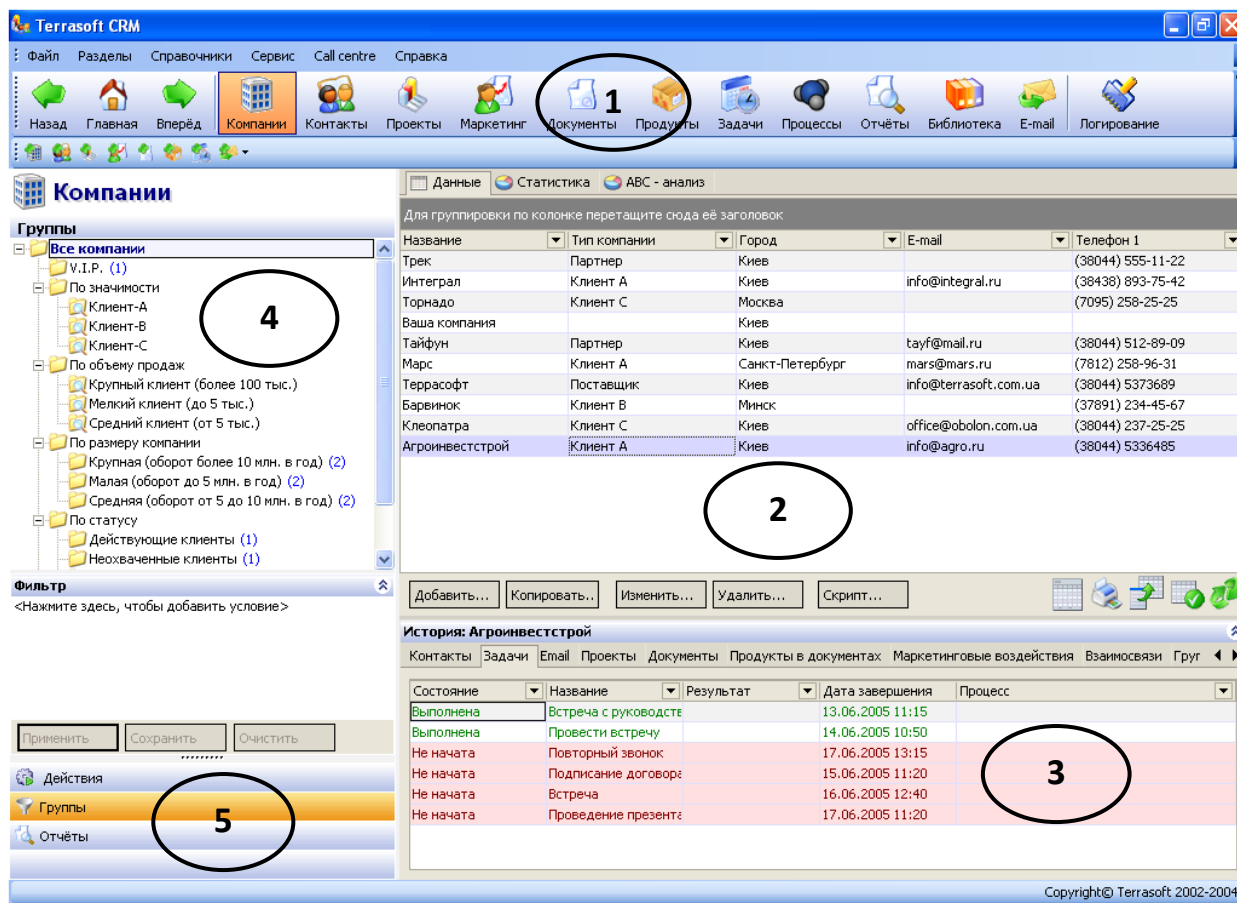 Terrasoft CRM
Файл Разделы Справочники Сервис Call centre Справка
Назад Главная Вперёд Компании Контакты Проекты Маркетинг Документы Продукты Задачи Процессы Отчёты Библиотека E-mail Логирование
1
Компании
Группы
Все компании
V.I.P. (1)
По значимости
Клиент-А
Клиент-В
Клиент-С
4
По объему продаж
Крупный клиент (более 100 тыс.)
Мелкий клиент (до 5 тыс.)
Средний клиент (от 5 тыс.)
По размеру компании
Крупная (оборот более 10 млн. в год) (2)
Малая (оборот до 5 млн. в год) (2)
Средняя (оборот от 5 до 10 млн. в год) (2)
По статусу
Действующие клиенты (1)
Неохваченные клиенты (1)
Фильтр
<Нажмите здесь, чтобы добавить условие>
Применить Сохранить Очистить
Действия
Группы
Отчёты
5
Данные Статистика ABC - анализ
Для группировки по колонке перетащите сюда её заголовок
Название Тип компании Город E-mail Телефон 1
Трек Партнер Киев (38044) 555-11-22
Интеграл Клиент А Киев info@integral.ru (38438) 893-75-42
Торнадо Клиент С Москва (7095) 258-25-25
Ваша компания Киев
Тайфун Партнер Киев tayf@mail.ru (38044) 512-89-09
Марс Клиент А Санкт-Петербург mars@mars.ru (7812) 258-96-31
Террасофт Поставщик Киев info@terrasoft.com.ua (38044) 5373689
Барвинок Клиент В Минск (37891) 234-45-67
Клеопатра Клиент С Киев office@obolon.com.ua (38044) 237-25-25
Агроинвестстрой Клиент А Киев info@agro.ru (38044) 5336485
2
Добавить... Копировать.. Изменить... Удалить... Скрипт...
История: Агроинвестстрой
Контакты Задачи Email Проекты Документы Продукты в документах Маркетинговые воздействия Взаимосвязи Груг
Состояние Название Результат Дата завершения Процесс
Выполнена Встреча с руководсте 13.06.2005 11:15
Выполнена Провести встречу 14.06.2005 10:50
Не начата Повторный звонок 17.06.2005 13:15
Не начата Подписание договора 15.06.2005 11:20
Не начата Встреча 16.06.2005 12:40
Не начата Проведение презента 17.06.2005 11:20
3
Copyright© Terrasoft 2002-2004